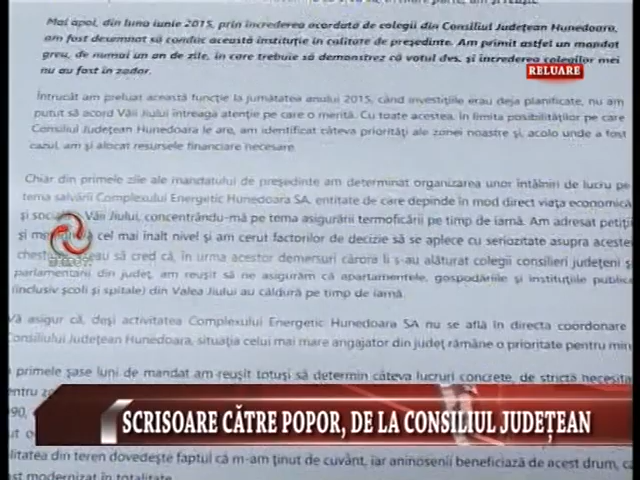 Mai apoi, din luna iunie 2015, prin încrederea acordată de colegii din Consiliul Județean Hunedoara,
am fost desemnat să conduc această instituție în calitate de președinte. Am primit astfel un mandat
greu, de numai un an de zile, în care trebuie să demonstrez că votul des, și încrederea colegilor mei
nu au fost în zadar.
RELUARE
Întrucât am preluat această funcție la jumătatea anului 2015, când investițiile erau deja planificate, nu am
putut să acord Văii Jiului întreaga atenție pe care o merită. Cu toate acestea, în limita posibilităților pe care
Consiliul Județean Hunedoara le are, am identificat câteva priorități ale zonei noastre și, acolo unde a fost
cazul, am și alocat resursele financiare necesare.
Chiar din primele zile ale mandatului de președinte am determinat organizarea unor întâlniri de lucru pe
tema salvării Complexului Energetic Hunedoara SA, entitate de care depinde în mod direct viața economică
și soci Văii Jiului, concentrându-mă pe tema asigurării termoficării pe timp de iarnă. Am adresat petiții
și m cel mai înalt nivel și am cerut factorilor de decizie să se aplece cu seriozitate asupra acestei
chesti eau să cred că, în urma acestor demersuri cărora li s-au alăturat colegii consilieri județeni și
parlamentarii din județ, am reușit să ne asigurăm că apartamentele, gospodăriile și instituțiile publice
(inclusiv școli și spitale) din Valea Jiului au căldură pe timp de iarnă.
Vă asigur că, deși activitatea Complexului Energetic Hunedoara SA nu se află în directa coordonare
Consiliului Județean Hunedoara, situația celui mai mare angajator din județ rămâne o prioritate pentru min
primele șase luni de mandat am reușit totuși să determin câteva lucruri concrete, de strictă necesita
SCRISOARE CĂTRE POPOR, DE LA CONSILIUL JUDEȚEAN
litatea din teren dovedește faptul că m-am ținut de cuvânt, iar aninosenii beneficiază de acest drum, ca
st modernizat în totalitate.